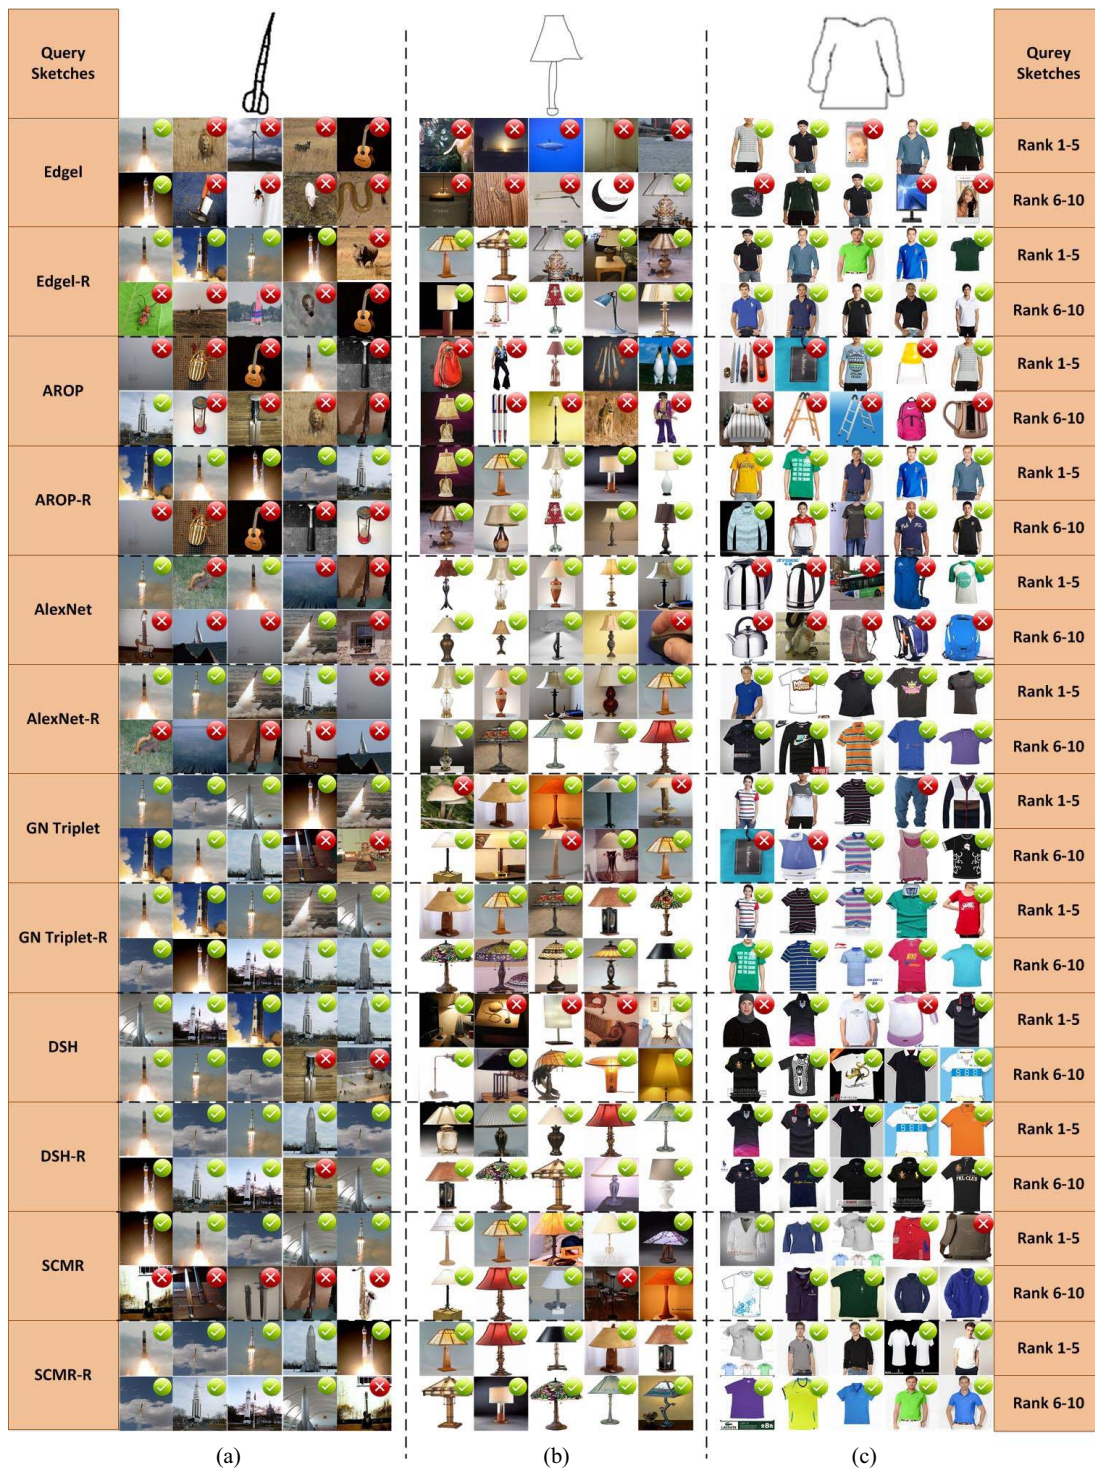 Query
Sketches
Qurey
Sketches
Edgel
Rank 1-5
Rank 6-10
Edgel-R
Rank 1-5
Rank 6-10
AROP
Rank 1-5
Rank 6-10
AROP-R
Rank 1-5
Rank 6-10
AlexNet
Rank 1-5
Rank 6-10
AlexNet-R
Rank 1-5
Rank 6-10
GN Triplet
Rank 1-5
Rank 6-10
GN Triplet-R
Rank 1-5
Rank 6-10
DSH
Rank 1-5
Rank 6-10
DSH-R
Rank 1-5
Rank 6-10
SCMR
Rank 1-5
Rank 6-10
SCMR-R
Rank 1-5
Rank 6-10
(a)
(b)
(c)